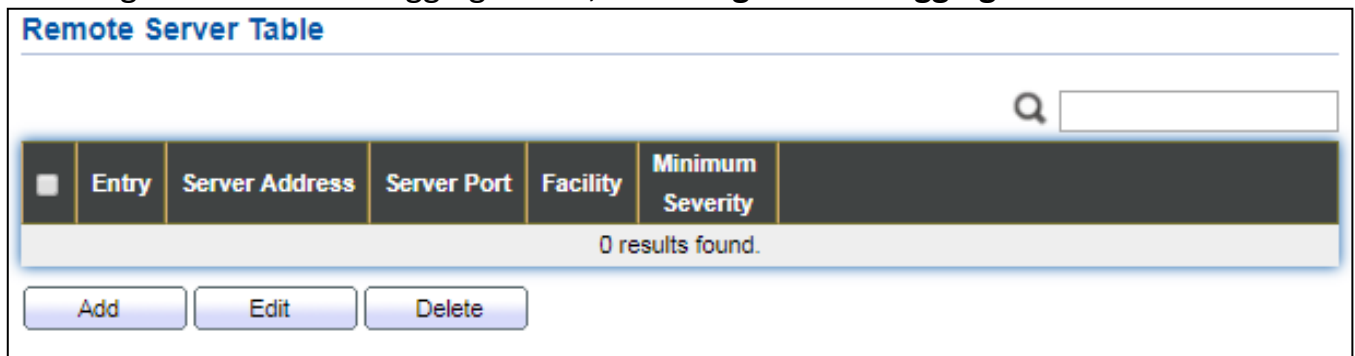 Remote Server Table
Entry Server Address Server Port Facility Minimum Severity
0 results found.
Add Edit Delete